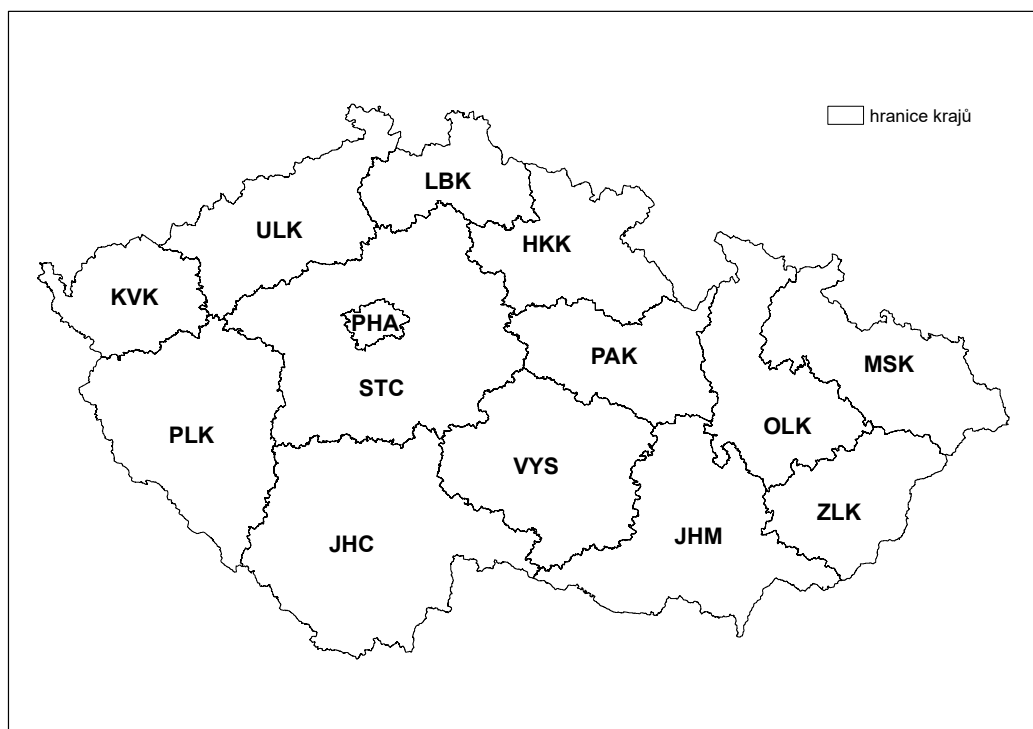 hranice krajů
LBK
ULK
HKK
KVK
PHA
PAK
MSK
STC
OLK
PLK
VYS
ZLK
JHC
JHM